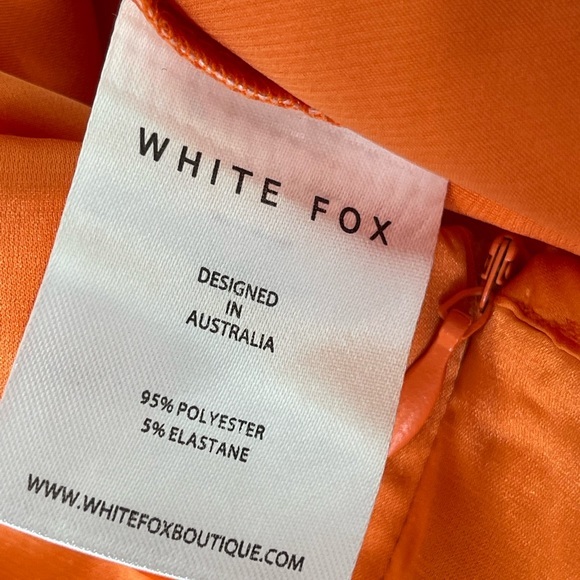 WHITE FOX
DESIGNED
IN
AUSTRALIA
95% POLYESTER
5% ELASTANE
WWW.WHITEFOXBOUTIQUE.COM